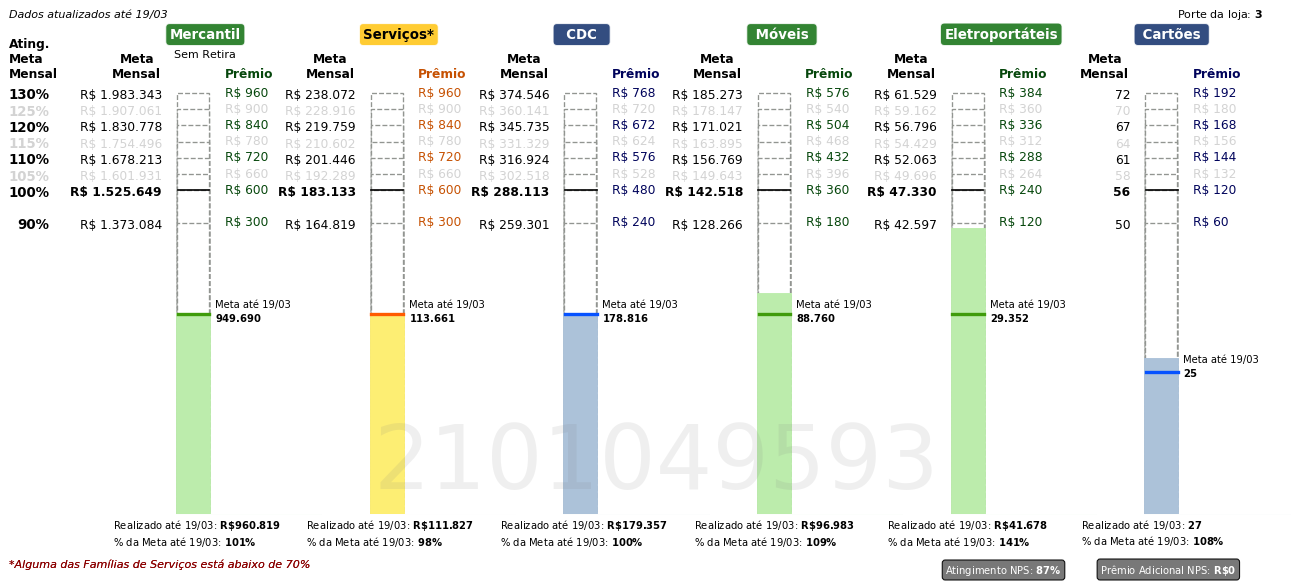 Dados atualizados até 19/03
Porte da loja: 3
Mercantil Serviços* CDC Móveis Eletroportáteis Cartões
Sem Retira
Ating. Meta Mensal
Meta Mensal Prêmio Meta Mensal Prêmio Meta Mensal Prêmio Meta Mensal Prêmio Meta Mensal Prêmio Meta Mensal Prêmio
130% R$ 1.983.343 R$ 960 R$ 238.072 R$ 960 R$ 374.546 R$ 768 R$ 185.273 R$ 576 R$ 61.529 R$ 384 72 R$ 192
125% R$ 1.907.061 R$ 900 R$ 228.916 R$ 900 R$ 360.141 R$ 720 R$ 178.147 R$ 540 R$ 59.162 R$ 360 70 R$ 180
120% R$ 1.830.778 R$ 840 R$ 219.759 R$ 840 R$ 345.735 R$ 672 R$ 171.021 R$ 504 R$ 56.796 R$ 336 67 R$ 168
115% R$ 1.754.496 R$ 780 R$ 210.602 R$ 780 R$ 331.329 R$ 624 R$ 163.895 R$ 468 R$ 54.429 R$ 312 64 R$ 156
110% R$ 1.678.213 R$ 720 R$ 201.446 R$ 720 R$ 316.924 R$ 576 R$ 156.769 R$ 432 R$ 52.063 R$ 288 61 R$ 144
105% R$ 1.601.931 R$ 660 R$ 192.289 R$ 660 R$ 302.518 R$ 528 R$ 149.643 R$ 396 R$ 49.696 R$ 264 58 R$ 132
100% R$ 1.525.649 R$ 600 R$ 183.133 R$ 600 R$ 288.113 R$ 480 R$ 142.518 R$ 360 R$ 47.330 R$ 240 56 R$ 120
90% R$ 1.373.084 R$ 300 R$ 164.819 R$ 300 R$ 259.301 R$ 240 R$ 128.266 R$ 180 R$ 42.597 R$ 120 50 R$ 60
Meta até 19/03 Meta até 19/03 Meta até 19/03 Meta até 19/03 Meta até 19/03
949.690 113.661 178.816 88.760 29.352
Meta até 19/03
25
2101049593
Realizado até 19/03: R$960.819 Realizado até 19/03: R$111.827 Realizado até 19/03: R$179.357 Realizado até 19/03: R$96.983 Realizado até 19/03: R$41.678 Realizado até 19/03: 27
% da Meta até 19/03: 101% % da Meta até 19/03: 98% % da Meta até 19/03: 100% % da Meta até 19/03: 109% % da Meta até 19/03: 141% % da Meta até 19/03: 108%
*Alguma das Famílias de Serviços está abaixo de 70%
Atingimento NPS: 87% Prêmio Adicional NPS: R$0